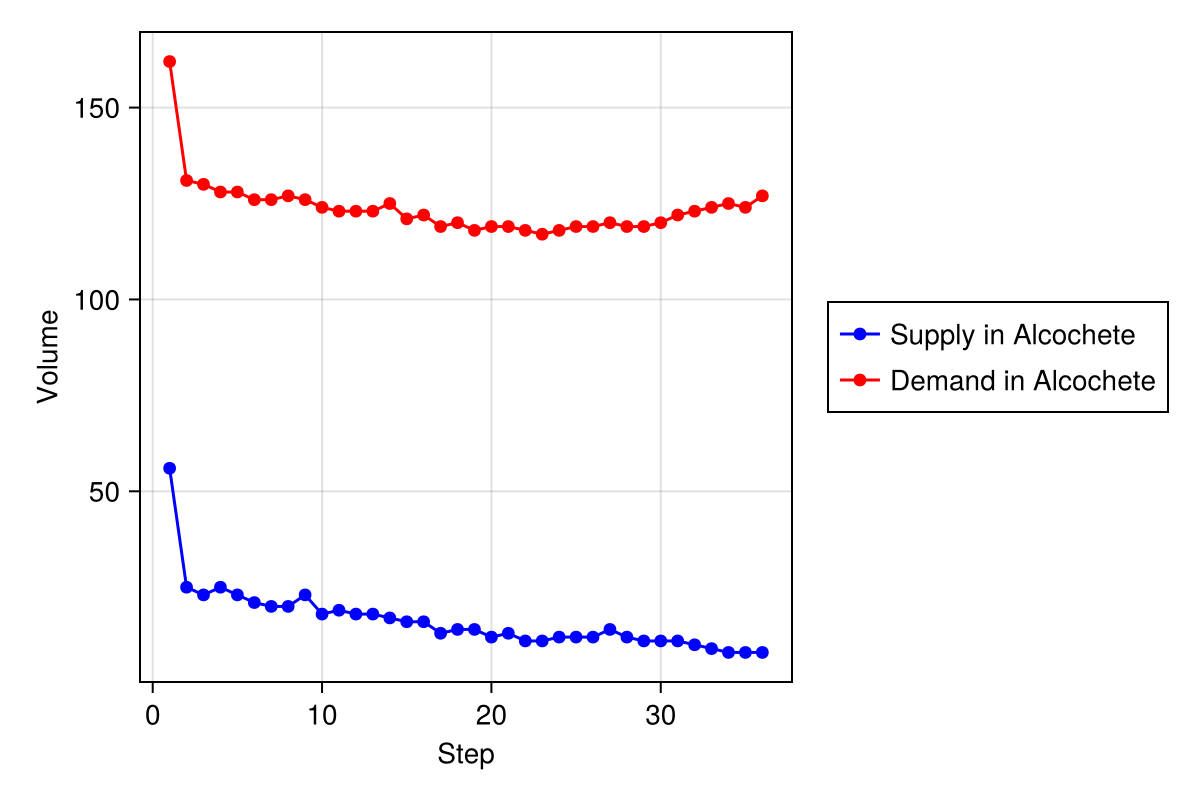 150
100
50
Volume
0 10 20 30
Step
Supply in Alcochete
Demand in Alcochete